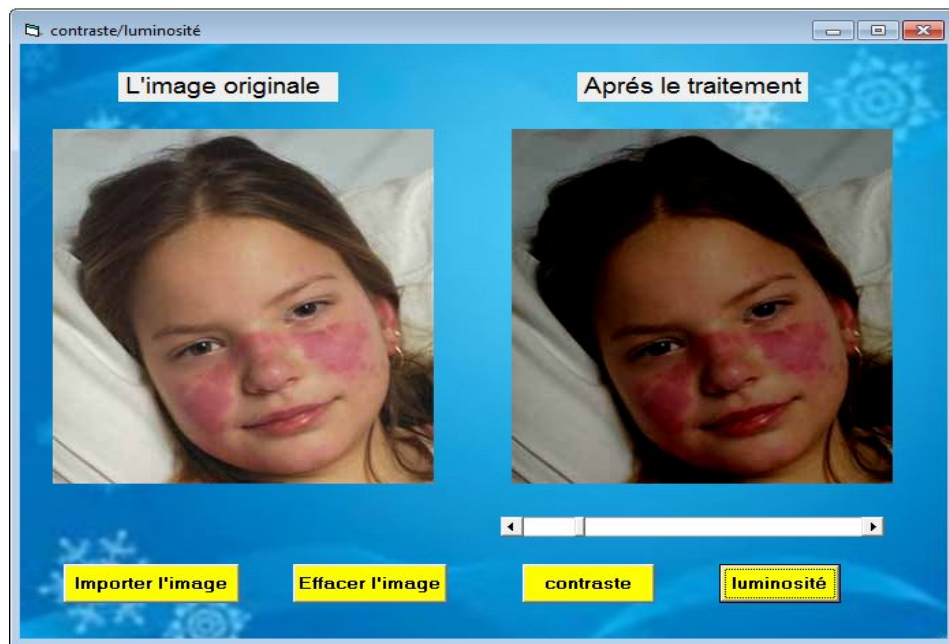 contraste/luminosité
L'image originale
Aprés le traitement
Importer l'image
Effacer l'image
contraste
luminosité